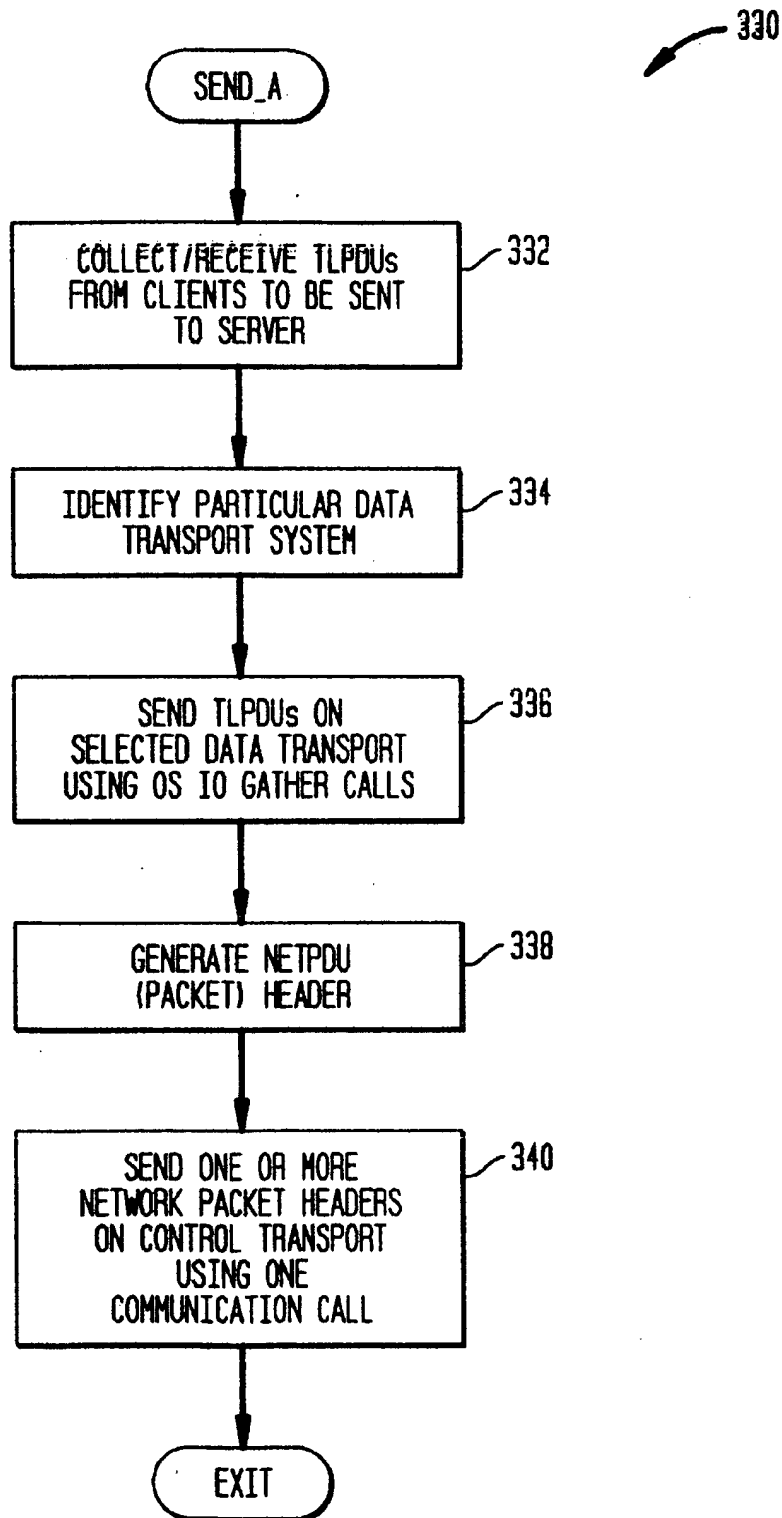 330
SEND_A
COLLECT/RECEIVE TLPDUs
FROM CLIENTS TO BE SENT
TO SERVER
332
IDENTIFY PARTICULAR DATA
TRANSPORT SYSTEM
334
SEND TLPDUs ON
SELECTED DATA TRANSPORT
USING OS IO GATHER CALLS
336
GENERATE NETPDU
(PACKET) HEADER
338
SEND ONE OR MORE
NETWORK PACKET HEADERS
ON CONTROL TRANSPORT
USING ONE
COMMUNICATION CALL
340
EXIT